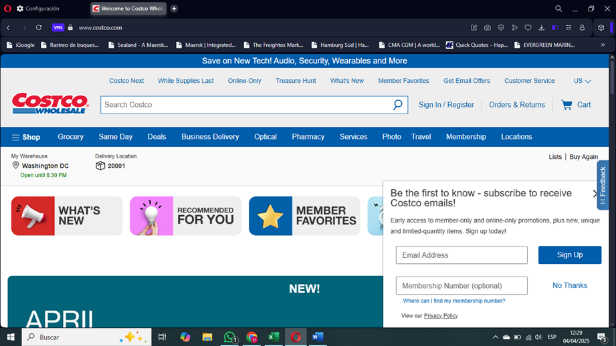 Configuración
Welcome to Costco Whol
VPN
www.costco.com
iGoogle
Rastreo de buques...
Sealand - A Maersk...
Maersk | Integrated...
The Freightos Mark...
Hamburg Süd | Ha...
CMA CGM | A world...
Quick Quotes – Hap...
EVERGREEN MARIN...
»
Save on New Tech! Audio, Security, Wearables and More
Costco Next
While Supplies Last
Online-Only
Treasure Hunt
What's New
Member Favorites
Get Email Offers
Customer Service
US
COSTCO
WHOLESALE
Search Costco
Sign In / Register
Orders & Returns
Cart
Shop
Grocery
Same Day
Deals
Business Delivery
Optical
Pharmacy
Services
Photo
Travel
Membership
Locations
My Warehouse
Washington DC
Open until 8:30 PM
Delivery Location
20001
Lists | Buy Again
Feedback
WHAT'S
NEW
RECOMMENDED
FOR YOU
MEMBER
FAVORITES
Be the first to know - subscribe to receive
Costco emails!
Early access to member-only and online-only promotions, plus new, unique
and limited-quantity items. Sign up today!
Email Address
Sign Up
Membership Number (optional)
No Thanks
Where can I find my membership number?
View our Privacy Policy
NEW!
APRIL
Buscar
ESP
12:29
04/04/2025